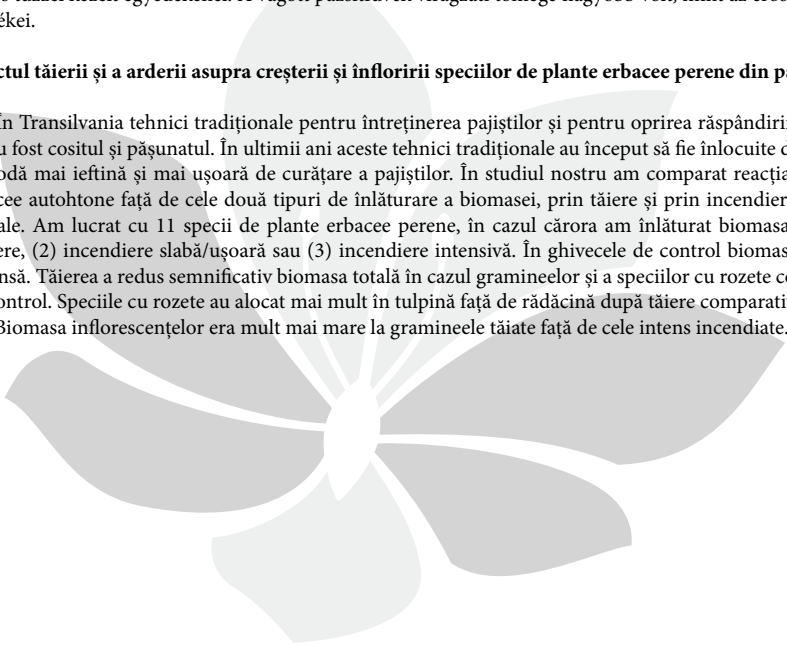 ékei.
ctul tăierii și a arderii asupra creșterii și înfloririi speciilor de plante erbacee perene din
În Transilvania tehnici tradiționale pentru întreținerea pajiștilor și pentru oprirea
u fost cositul și pășunatul. În ultimii ani aceste tehnici tradiționale au început să fie înlocuite
odă mai ieftină și mai ușoară de curățare a pajiștilor. În studiul nostru am comparat reacția
cee autohtone față de cele două tipuri de înlăturare a biomasei, prin tăiere și prin
ale. Am lucrat cu 11 specii de plante erbacee perene, în cazul cărora am înlăturat biomasa
ere, (2) incendiere slabă/ușoară sau (3) incendiere intensivă. În ghivecele de control
nsă. Tăierea a redus semnificativ biomasa totală în cazul gramineelor și a speciilor cu rozete
ontrol. Speciile cu rozete au alocat mai mult în tulpină față de rădăcină după tăiere
Biomasa inflorescențelor era mult mai mare la gramineele tăiate față de cele intens incendiate.